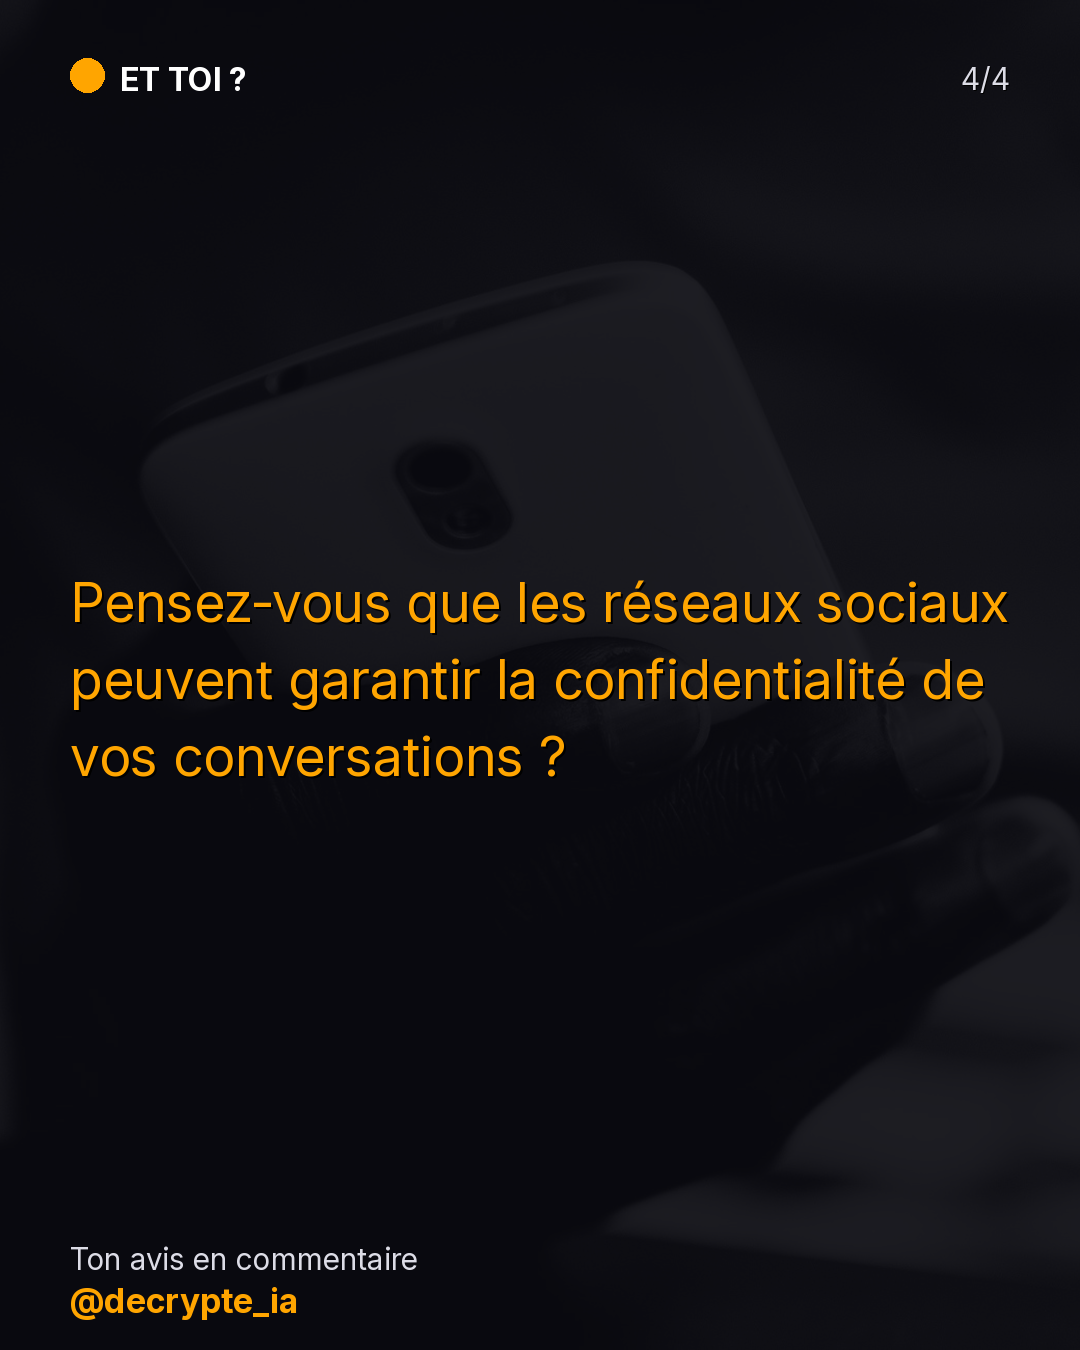 ET TOI ?
4/4
Pensez-vous que les réseaux sociaux
peuvent garantir la confidentialité de
vos conversations ?
Ton avis en commentaire
@decrypte_ia